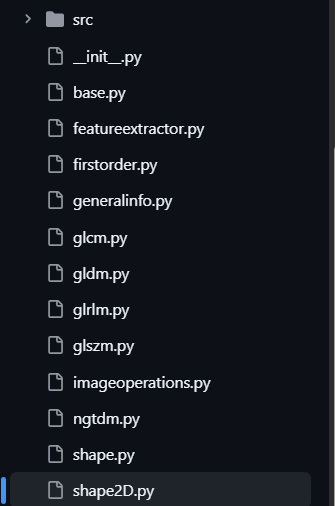 src
__init__.py
base.py
featureextractor.py
firstorder.py
generalinfo.py
glcm.py
gldm.py
glrlm.py
glszm.py
imageoperations.py
ngtdm.py
shape.py
shape2D.py